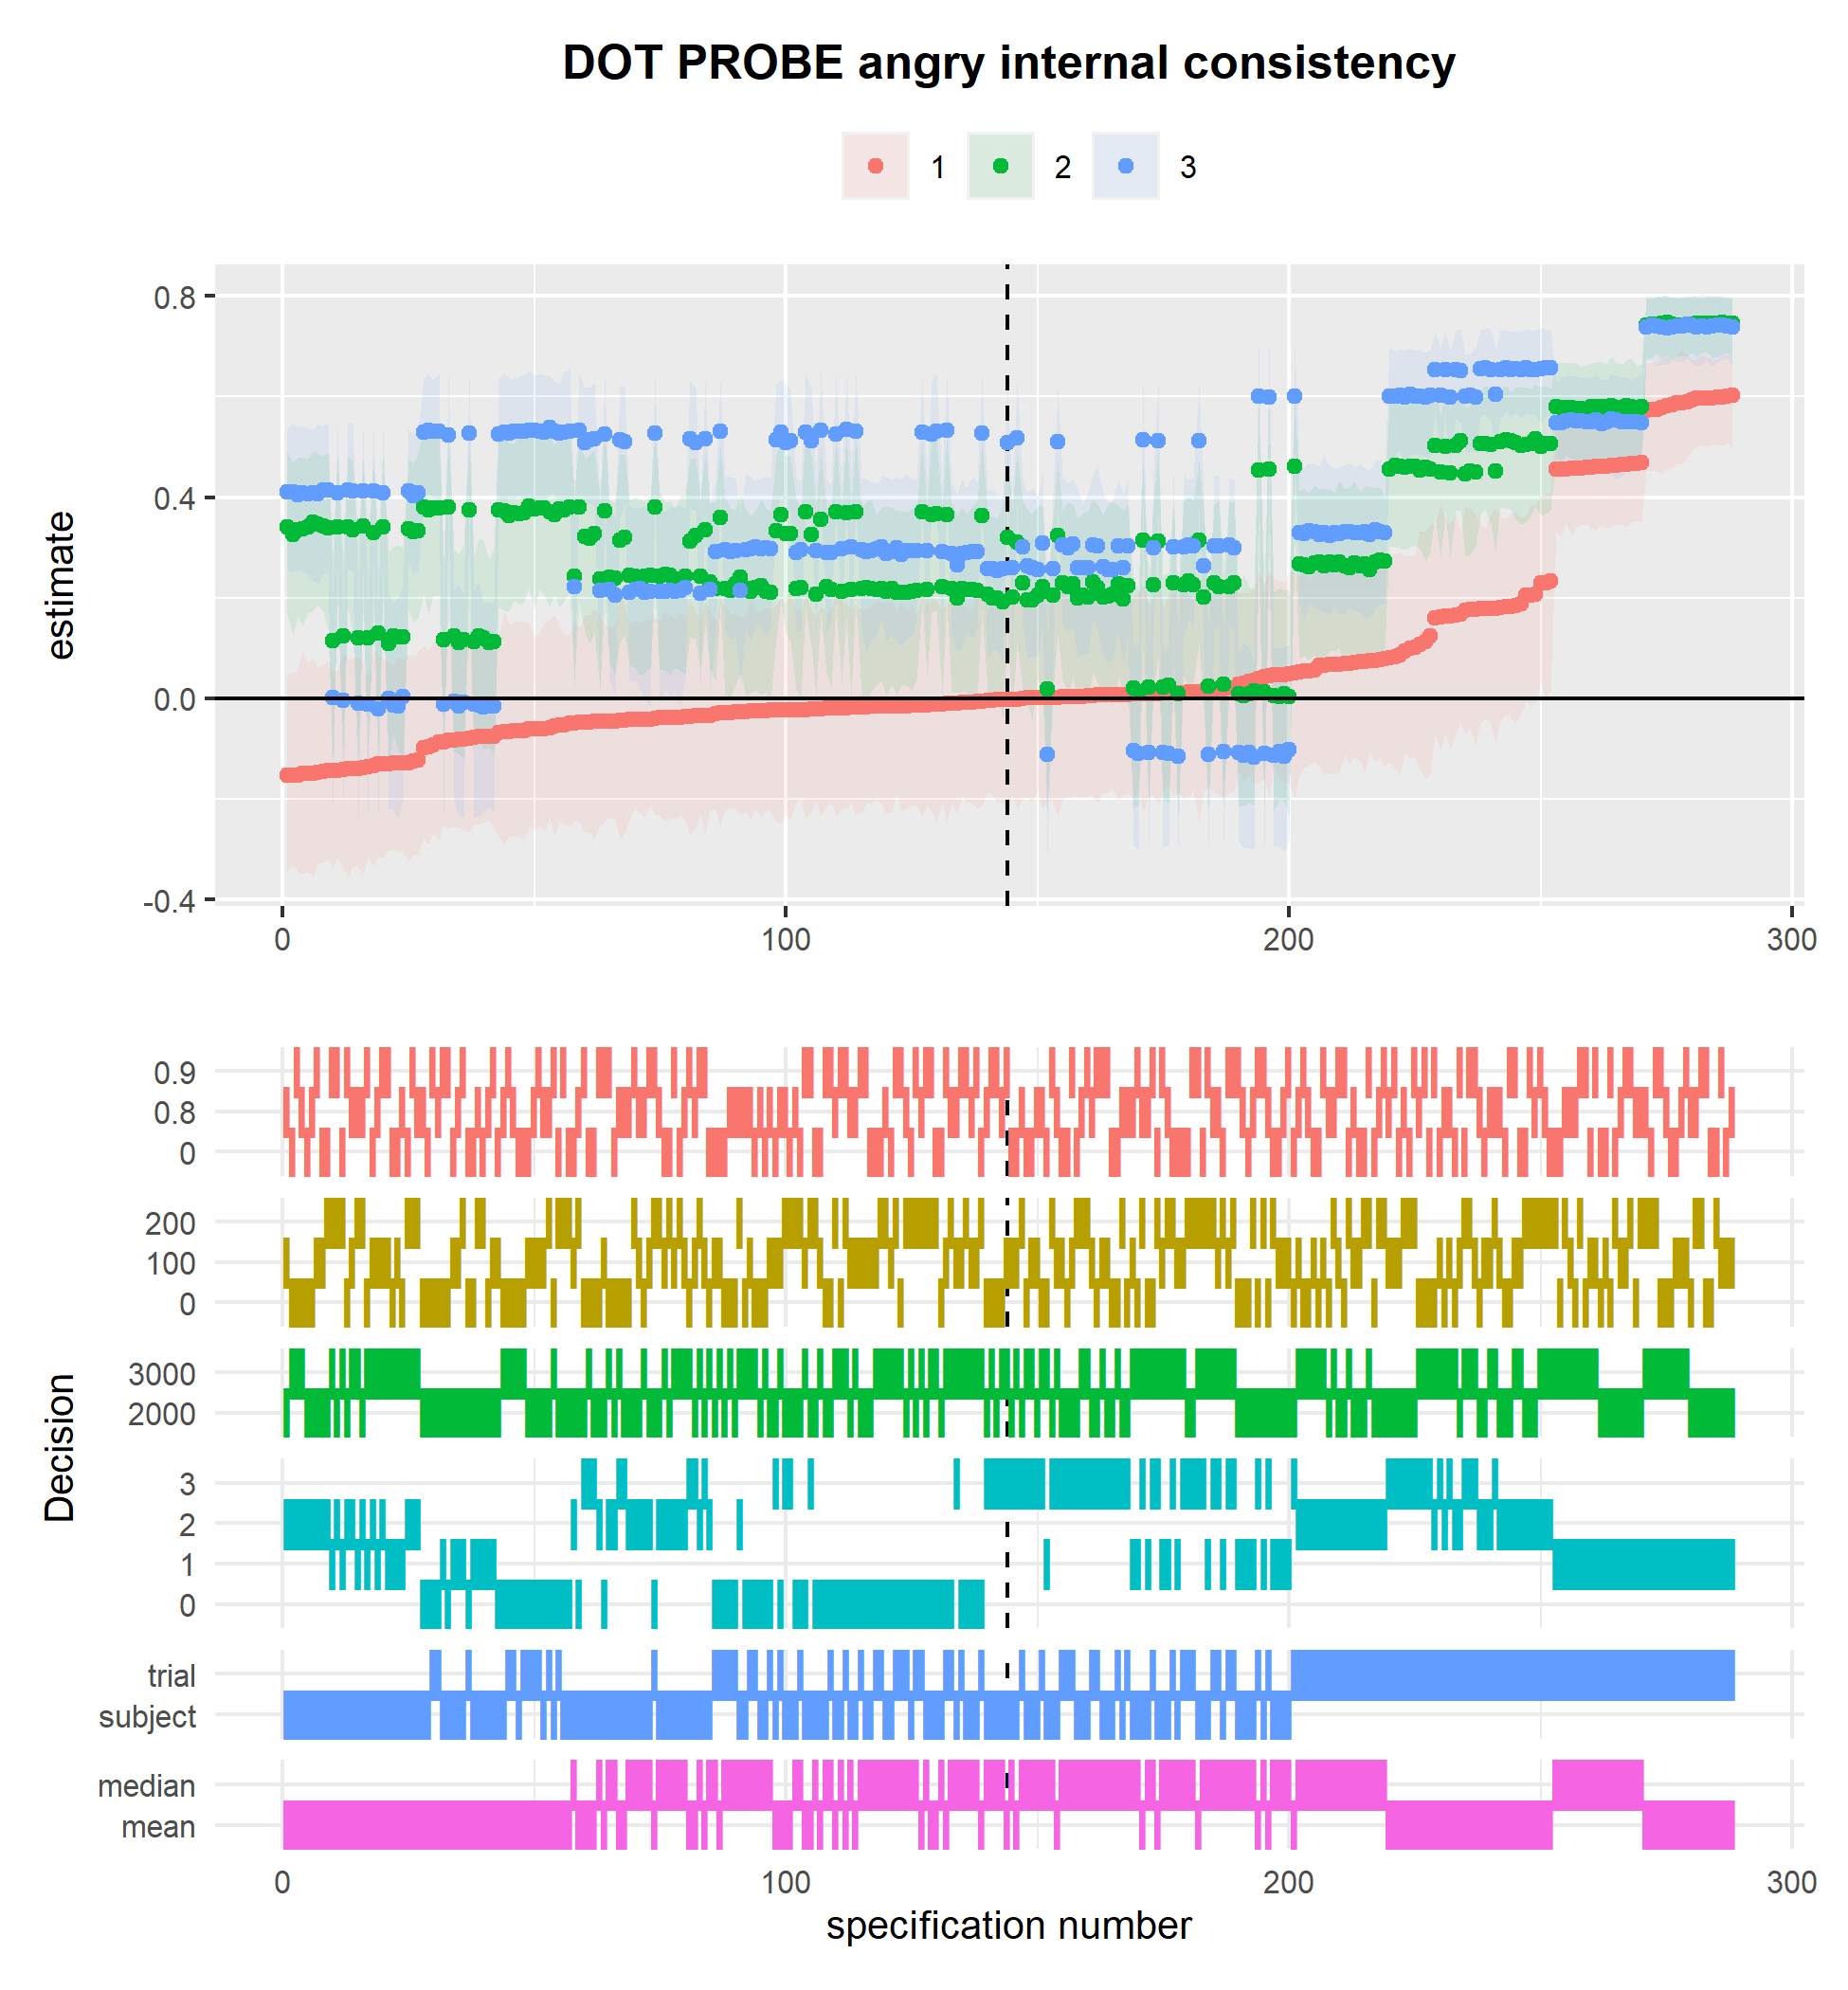 DOT PROBE angry internal consistency
1 2 3
estimate
0.8
0.4
0.0
-0.4
0 100 200 300
Decision
0.9
0.8
0
200
100
0
3000
2000
3
2
1
0
trial
subject
median
mean
0 100 200 300
specification number